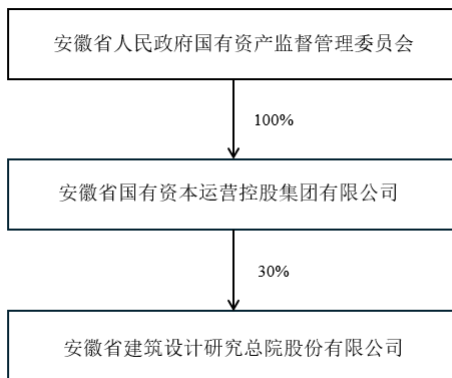 安徽省人民政府国有资产监督管理委员会
100%
安徽省国有资本运营控股集团有限公司
30%
安徽省建筑设计研究总院股份有限公司